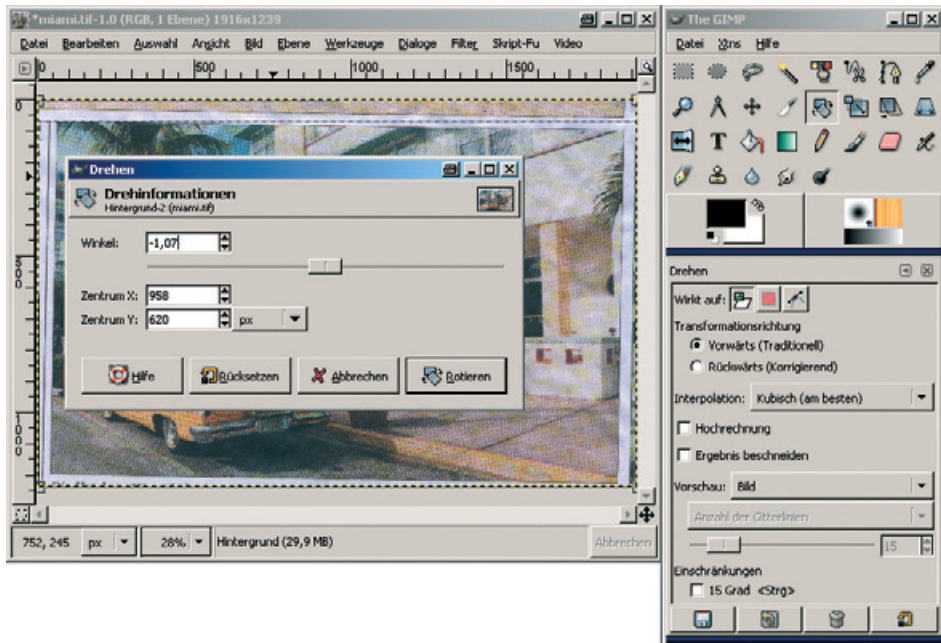 *miami.tif-1.0 (RGB, 1 Ebene) 1916x1239
Datei Bearbeiten Auswahl Ansicht Bild Ebene Werkzeuge Dialoge Filter Skript-Fu Video
0 500 1000 1500
0
500
1000
Drehen
Drehinformationen
Hintergrund-2 (miami.tif)
Winkel: -1,07
Zentrum X: 958
Zentrum Y: 620 px
Hilfe Rücksetzen Abbrechen Rotieren
752, 245 px 28% Hintergrund (29,9 MB) Abbrechen
The GIMP
Datei Xtns Hilfe
Drehen
Wirkt auf:
Transformationsrichtung
Vorwärts (Traditionell)
Rückwärts (Korrigierend)
Interpolation: Kubisch (am besten)
Hochrechnung
Ergebnis beschneiden
Vorschau: Bild
Anzahl der Gitterlinien
15
Einschränkungen
15 Grad <Strg>